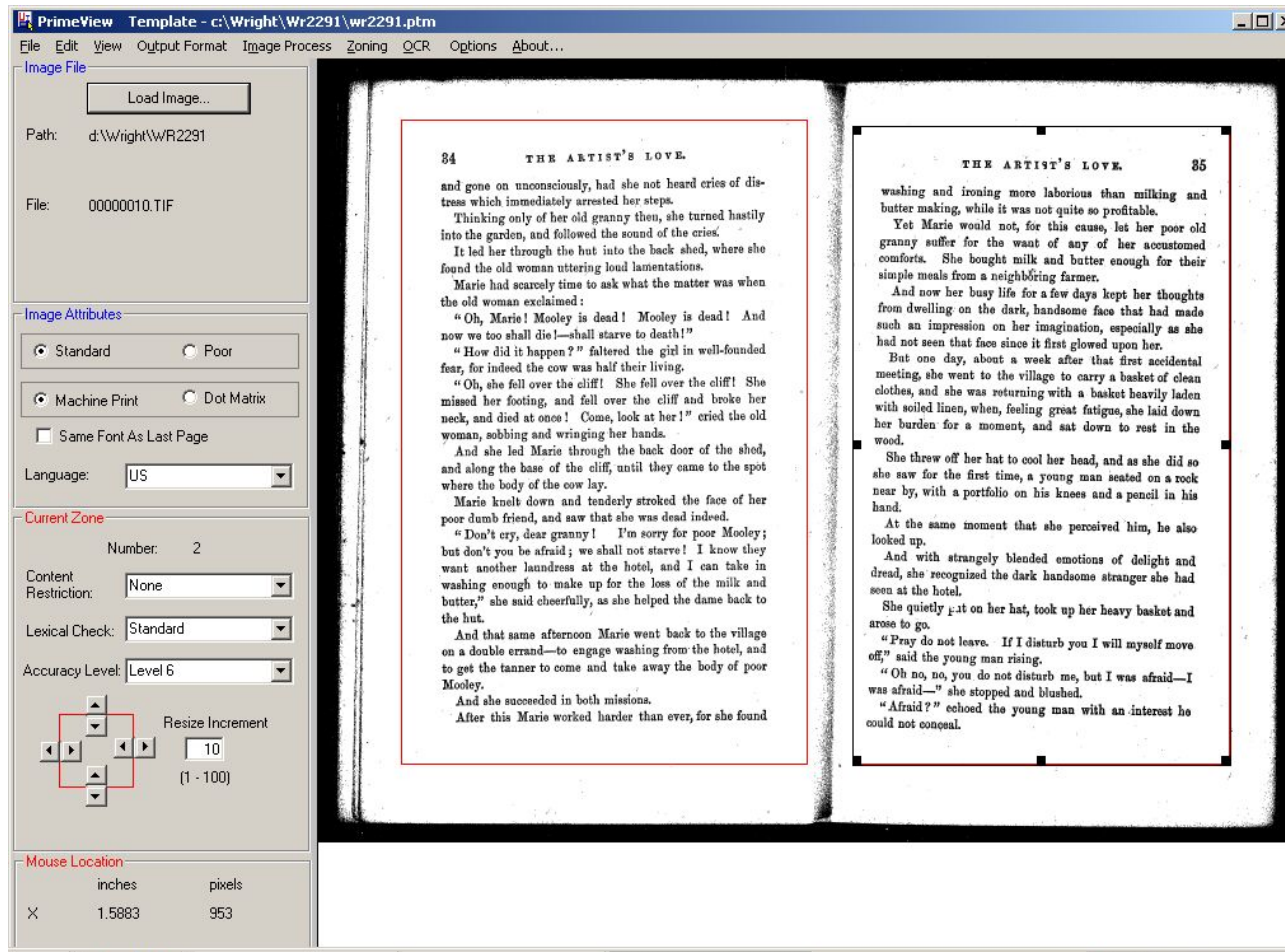 PrimeView Template - c:\Wright\Wr2291\wr2291.ptm
File Edit View Output Format Image Process Zoning OCR Options About...
Image File
Load Image...
Path: d:\Wright\WR2291
File: 00000010.TIF
Image Attributes
Standard Poor
Machine Print Dot Matrix
Same Font As Last Page
Language: US
Current Zone
Number: 2
Content
Restriction: None
Lexical Check: Standard
Accuracy Level: Level 6
Resize Increment
10
(1 - 100)
Mouse Location
inches pixels
X 1.5883 953
34 THE ARTIST'S LOVE.
and gone on unconsciously, had she not heard cries of dis-
tress which immediately arrested her steps.
Thinking only of her old granny then, she turned hastily
into the garden, and followed the sound of the cries.
It led her through the hut into the back shed, where she
found the old woman uttering loud lamentations.
Marie had scarcely time to ask what the matter was when
the old woman exclaimed:
"Oh, Marie! Mooley is dead! Mooley is dead! And
now we too shall die!—shall starve to death!"
"How did it happen?" faltered the girl in well-founded
fear, for indeed the cow was half their living.
"Oh, she fell over the cliff! She fell over the cliff! She
missed her footing, and fell over the cliff and broke her
neck, and died at once! Come, look at her!" cried the old
woman, sobbing and wringing her hands.
And she led Marie through the back door of the shed,
and along the base of the cliff, until they came to the spot
where the body of the cow lay.
Marie knelt down and tenderly stroked the face of her
poor dumb friend, and saw that she was dead indeed.
"Don't cry, dear granny! I'm sorry for poor Mooley;
but don't you be afraid; we shall not starve! I know they
want another laundress at the hotel, and I can take in
washing enough to make up for the loss of the milk and
butter," she said cheerfully, as she helped the dame back to
the hut.
And that same afternoon Marie went back to the village
on a double errand—to engage washing from the hotel, and
to get the tanner to come and take away the body of poor
Mooley.
And she succeeded in both missions.
After this Marie worked harder than ever, for she found
THE ARTIST'S LOVE. 35
washing and ironing more laborious than milking and
butter making, while it was not quite so profitable.
Yet Marie would not, for this cause, let her poor old
granny suffer for the want of any of her accustomed
comforts. She bought milk and butter enough for their
simple meals from a neighboring farmer.
And now her busy life for a few days kept her thoughts
from dwelling on the dark, handsome face that had made
such an impression on her imagination, especially as she
had not seen that face since it first glowed upon her.
But one day, about a week after that first accidental
meeting, she went to the village to carry a basket of clean
clothes, and she was returning with a basket heavily laden
with soiled linen, when, feeling great fatigue, she laid down
her burden for a moment, and sat down to rest in the
wood.
She threw off her hat to cool her head, and as she did so
she saw for the first time, a young man seated on a rock
near by, with a portfolio on his knees and a pencil in his
hand.
At the same moment that she perceived him, he also
looked up.
And with strangely blended emotions of delight and
dread, she recognized the dark handsome stranger she had
seen at the hotel.
She quietly put on her hat, took up her heavy basket and
arose to go.
"Pray do not leave. If I disturb you I will myself move
off," said the young man rising.
"Oh no, no, you do not disturb me, but I was afraid—I
was afraid—" she stopped and blushed.
"Afraid?" echoed the young man with an interest he
could not conceal.